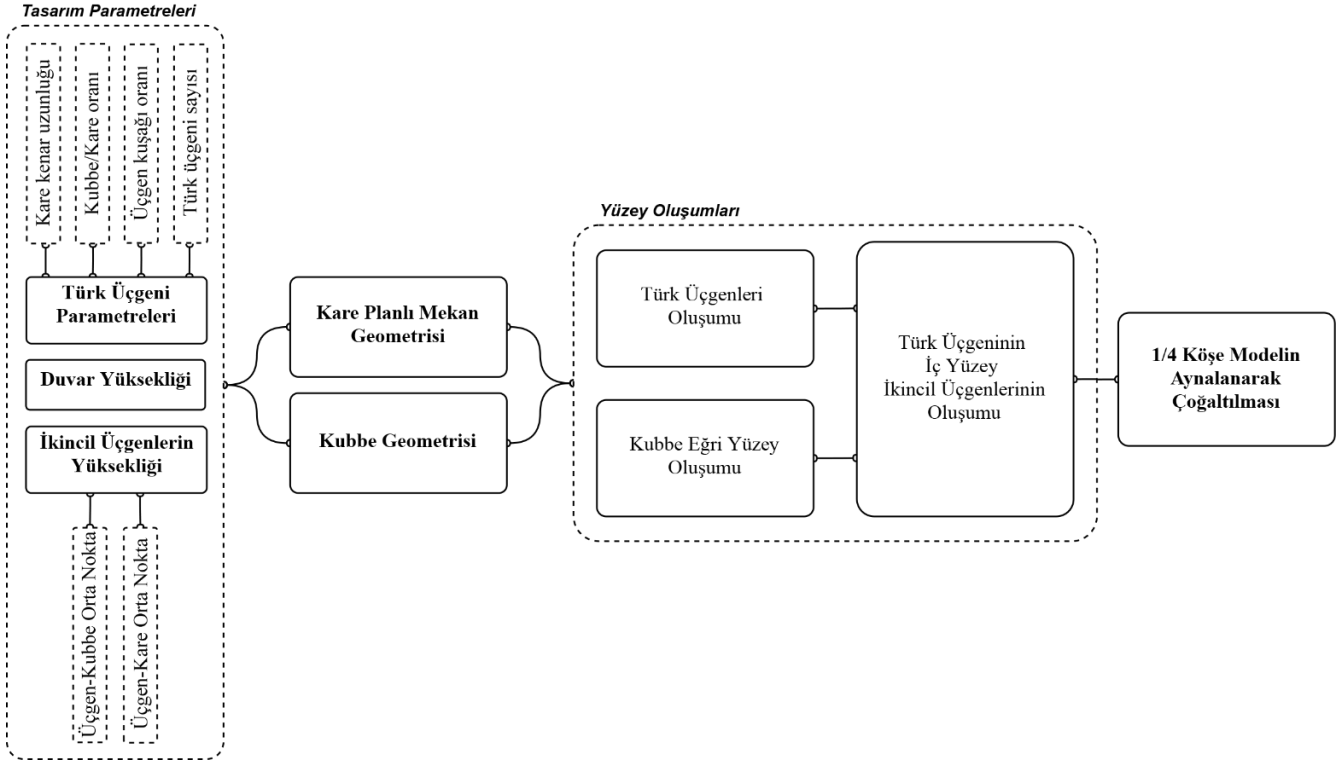 Tasarım Parametreleri
Kare kenar uzunluğu
Kubbe/Kare oranı
Üçgen kuşağı oranı
Türk üçgeni sayısı
Türk Üçgeni
Parametreleri
Duvar Yüksekliği
İkincil Üçgenlerin
Yüksekliği
Üçgen-Kubbe Orta Nokta
Üçgen-Kare Orta Nokta
Kare Planlı Mekan
Geometrisi
Kubbe Geometrisi
Yüzey Oluşumları
Türk Üçgenleri
Oluşumu
Kubbe Eğri Yüzey
Oluşumu
Türk Üçgeninin
İç Yüzey
İkincil Üçgenlerinin
Oluşumu
1/4 Köşe Modelin
Aynalanarak
Çoğaltılması